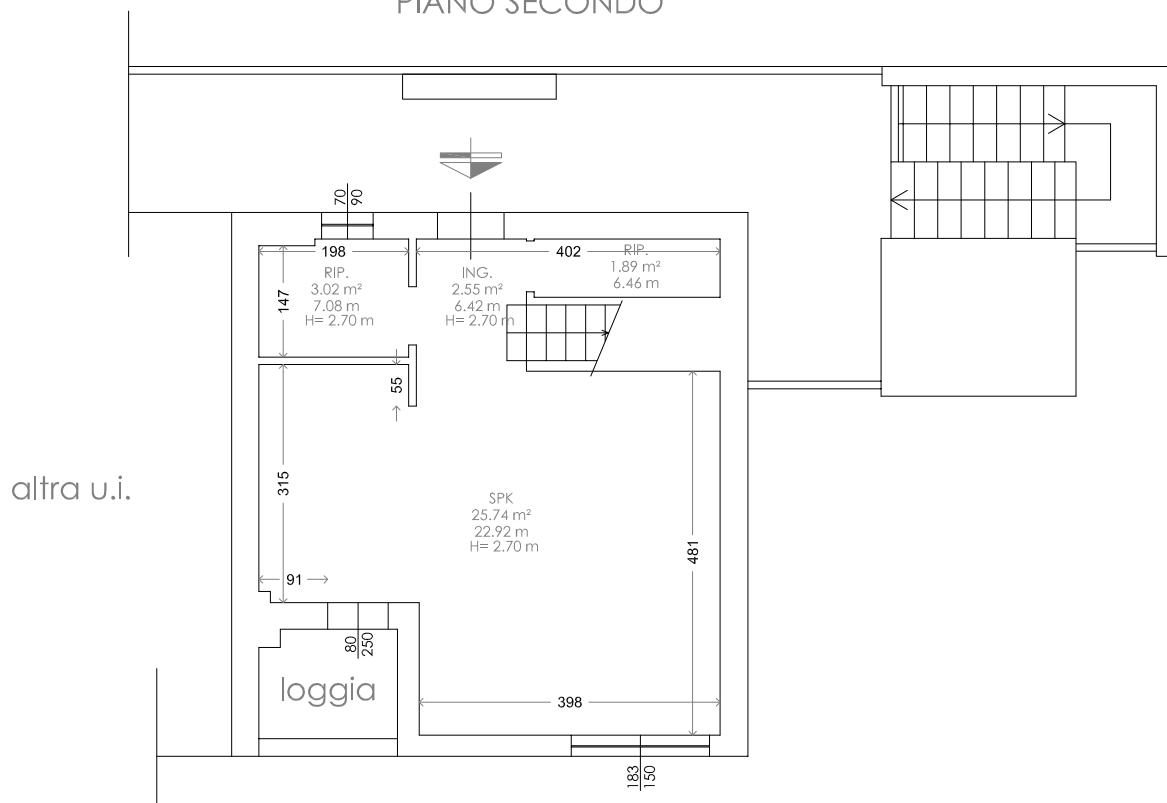 PIANO SECONDO
70
90
198
402
RIP.
3.02 m²
7.08 m
H= 2.70 m
ING.
2.55 m²
6.42 m
H= 2.70 m
RIP.
1.89 m²
6.46 m
147
55
315
altra u.i.
SPK
25.74 m²
22.92 m
H= 2.70 m
481
91
80
250
loggia
398
183
150